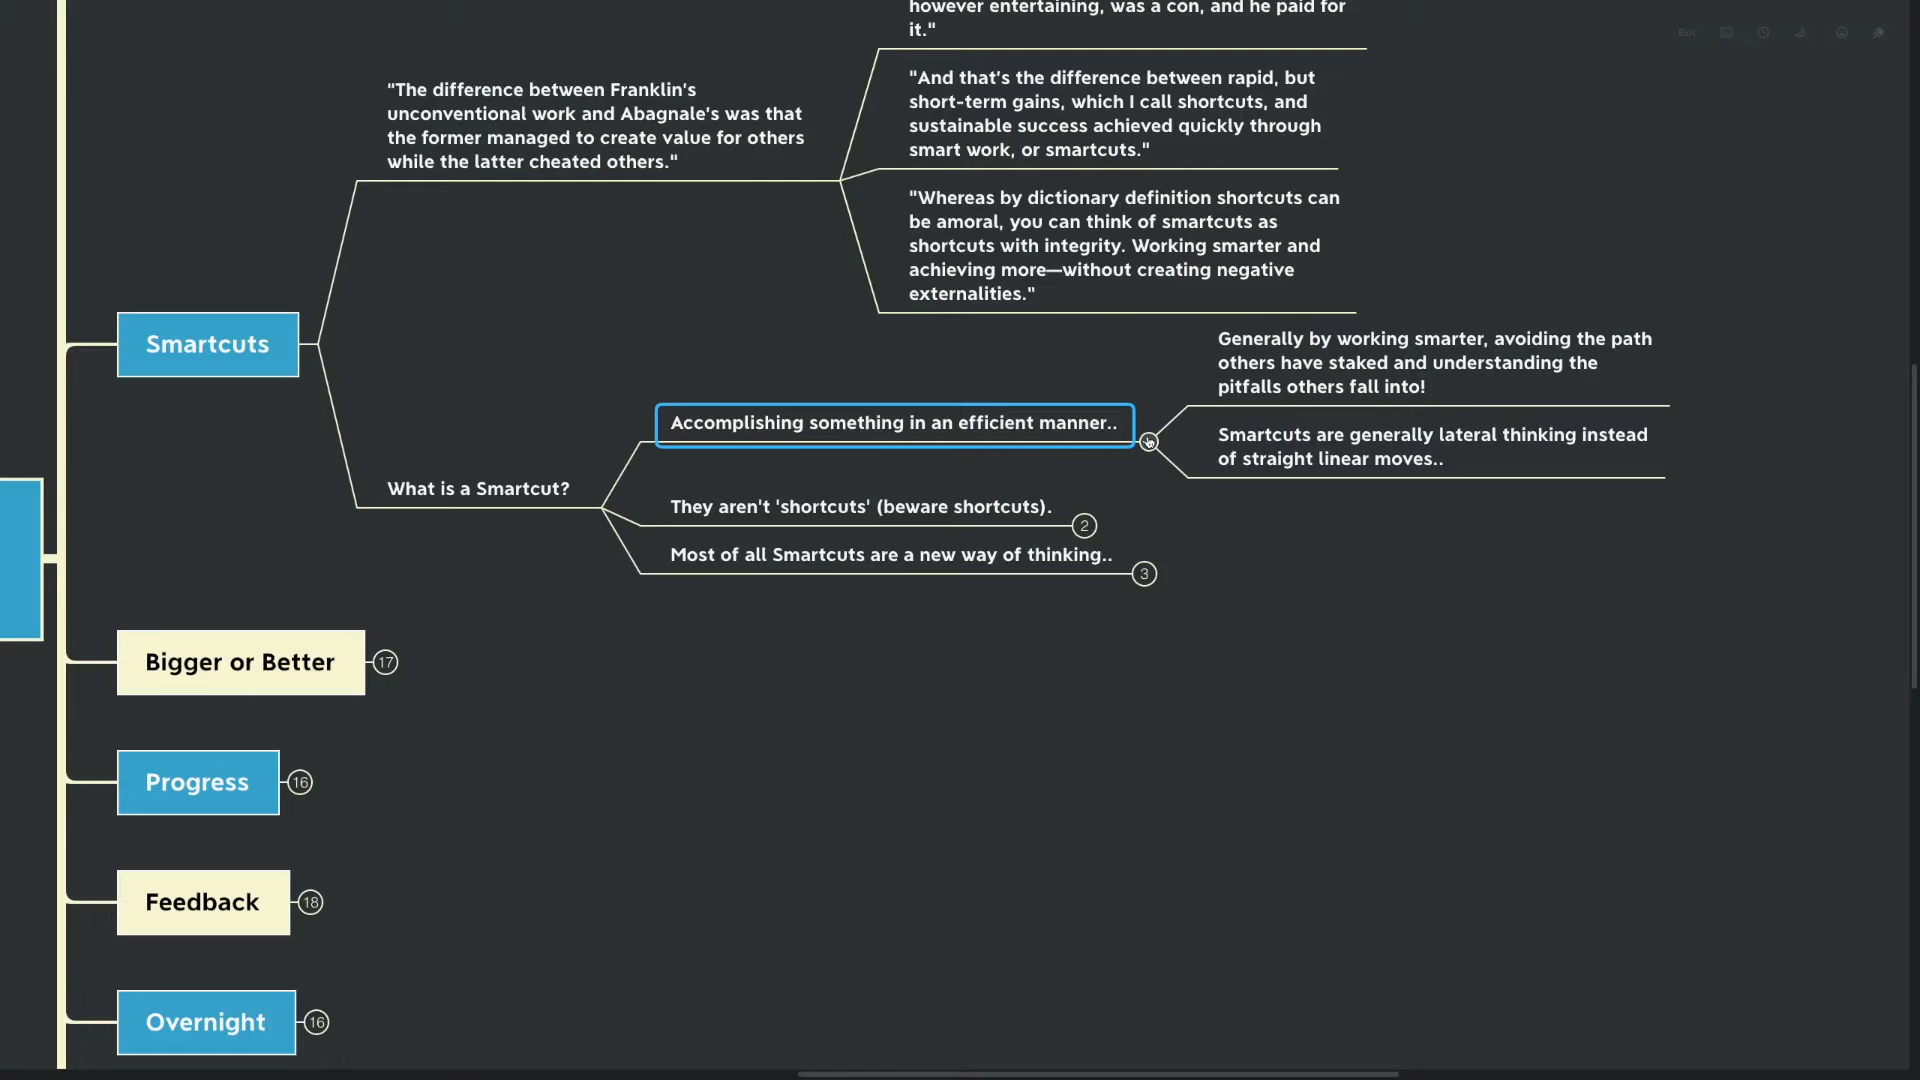 however entertaining, was a con, and he paid for
it."
Exit
"The difference between Franklin's
unconventional work and Abagnale's was that
the former managed to create value for others
while the latter cheated others."
"And that's the difference between rapid, but
short-term gains, which I call shortcuts, and
sustainable success achieved quickly through
smart work, or smartcuts."
"Whereas by dictionary definition shortcuts can
be amoral, you can think of smartcuts as
shortcuts with integrity. Working smarter and
achieving more—without creating negative
externalities."
Smartcuts
What is a Smartcut?
Accomplishing something in an efficient manner..
Generally by working smarter, avoiding the path
others have staked and understanding the
pitfalls others fall into!
Smartcuts are generally lateral thinking instead
of straight linear moves..
They aren't 'shortcuts' (beware shortcuts).
2
Most of all Smartcuts are a new way of thinking..
3
Bigger or Better
17
Progress
16
Feedback
18
Overnight
16